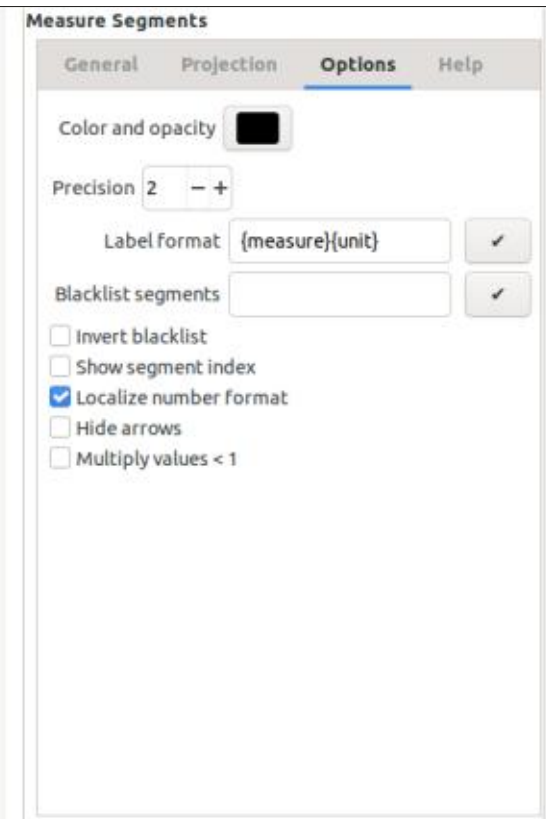 Measure Segments
General Projection Options Help
Color and opacity
Precision 2 − +
Label format {measure}{unit} ✔
Blacklist segments ✔
Invert blacklist
Show segment index
Localize number format
Hide arrows
Multiply values < 1